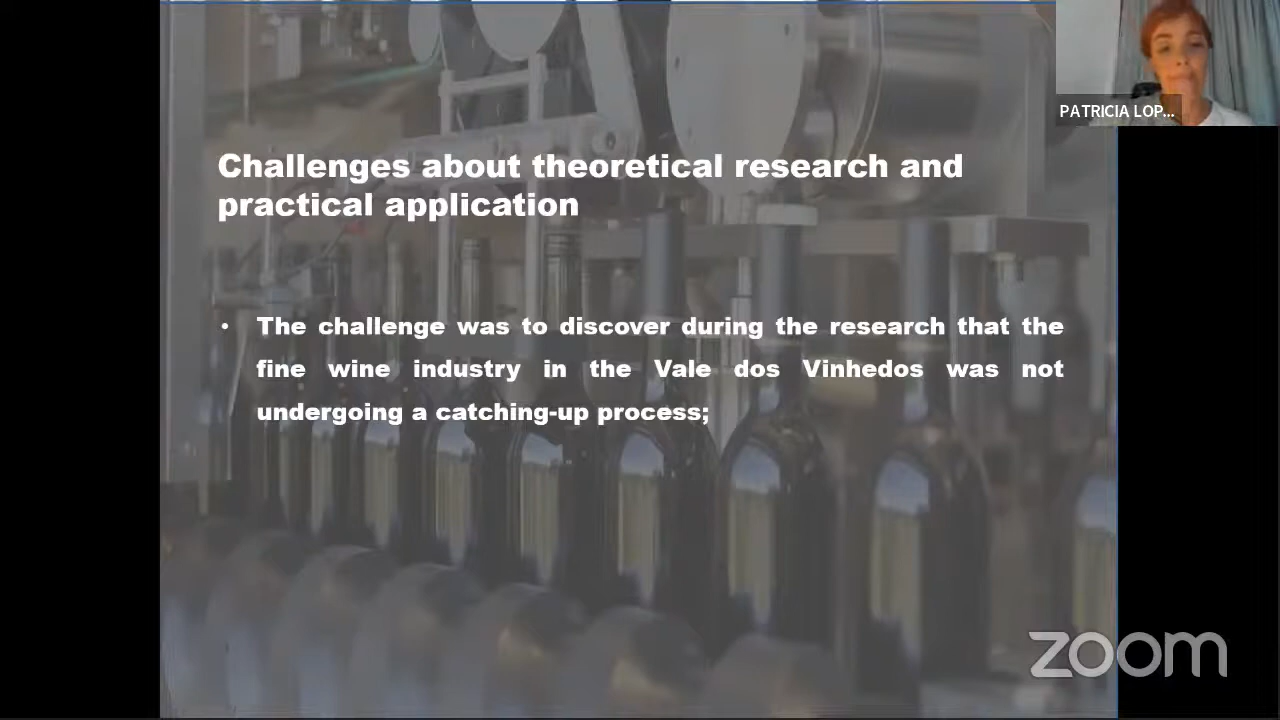 PATRICIA LOP...
Challenges about theoretical research and
practical application
• The challenge was to discover during the research that the
fine wine industry in the Vale dos Vinhedos was not
undergoing a catching-up process;
zoom